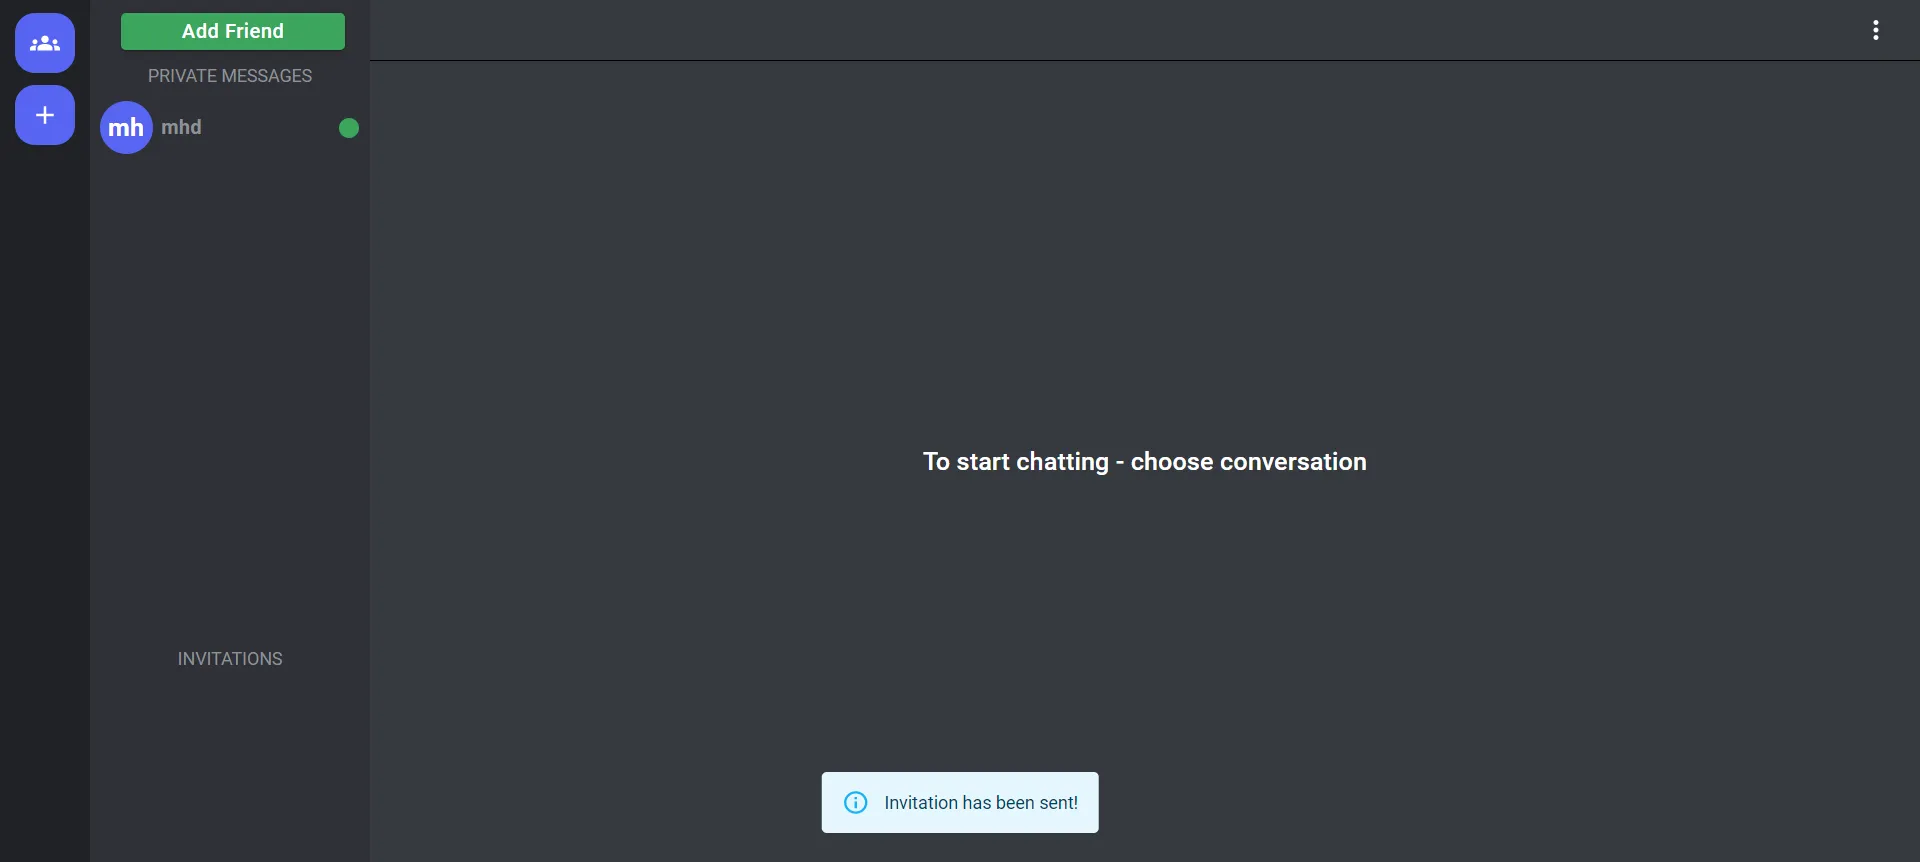 Add Friend
PRIVATE MESSAGES
mh mhd
To start chatting - choose conversation
INVITATIONS
Invitation has been sent!